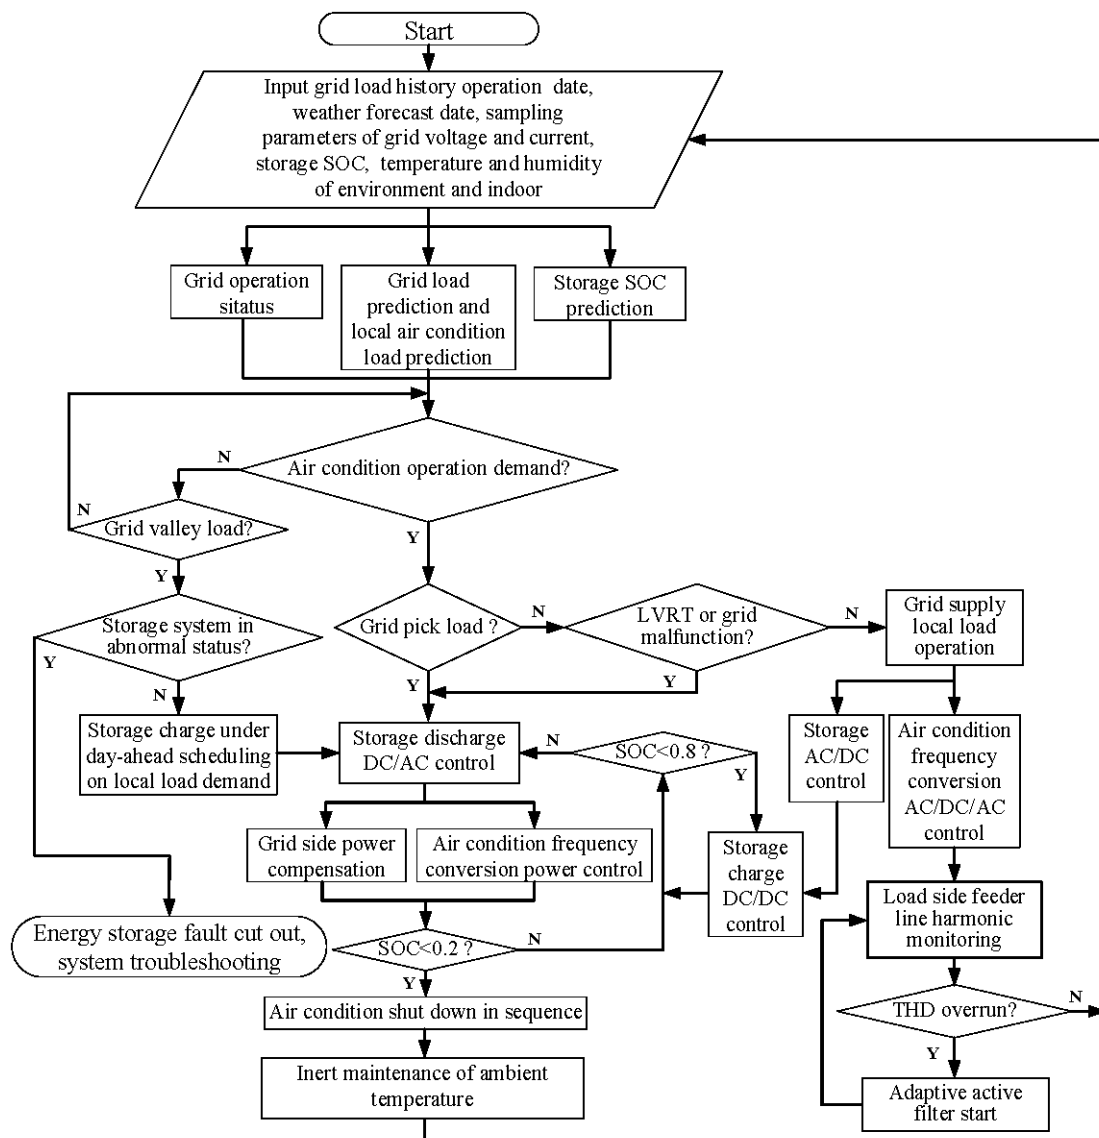 Start
Input grid load history operation date,
weather forecast date, sampling
parameters of grid voltage and current,
storage SOC, temperature and humidity
of environment and indoor
Grid operation
sitatus
Grid load
prediction and
local air condition
load prediction
Storage SOC
prediction
N
Air condition operation demand?
N
Grid valley load?
Y
Y
Storage system in
abnormal status?
Y
N
Grid pick load ?
N
Y
LVRT or grid
malfunction?
N
Y
Grid supply
local load
operation
Storage charge under
day-ahead scheduling
on local load demand
Storage discharge
DC/AC control
N
SOC<0.8 ?
Y
Storage
AC/DC
control
Air condition
frequency
conversion
AC/DC/AC
control
Grid side power
compensation
Air condition frequency
conversion power control
Storage
charge
DC/DC
control
Load side feeder
line harmonic
monitoring
Energy storage fault cut out,
system troubleshooting
SOC<0.2 ?
N
Y
THD overrun?
N
Y
Air condition shut down in sequence
Inert maintenance of ambient
temperature
Adaptive active
filter start